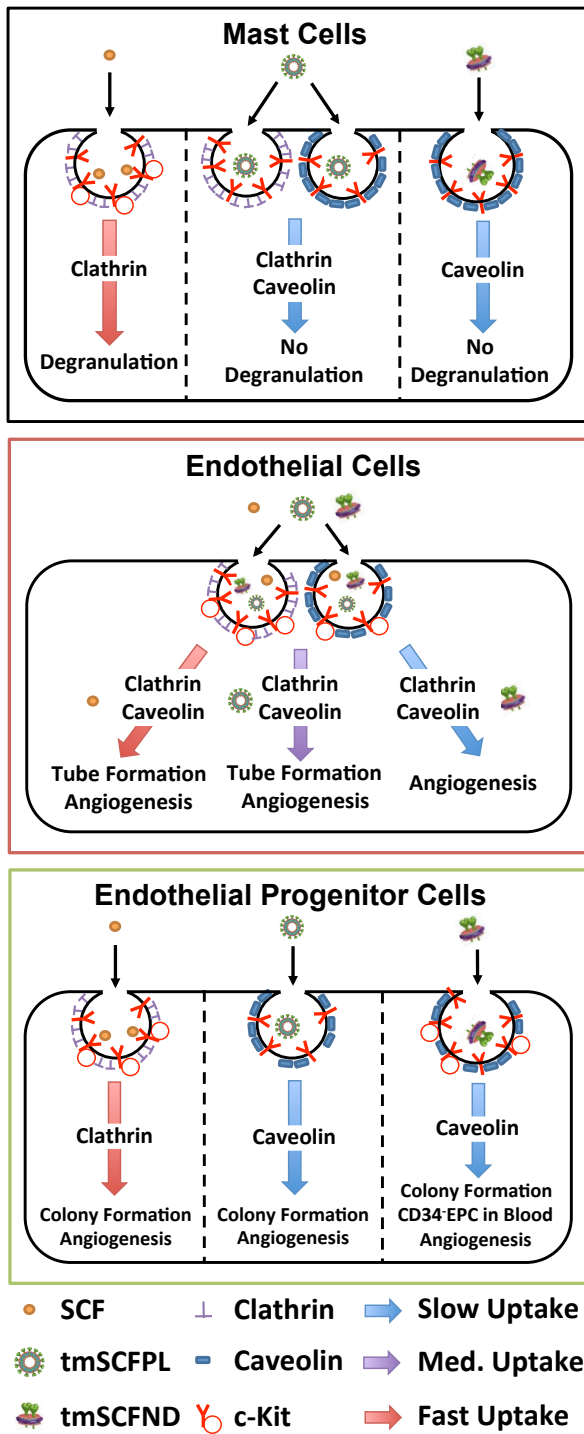 Mast Cells
Clathrin
Degranulation
Clathrin
Caveolin
No
Degranulation
Caveolin
No
Degranulation
Endothelial Cells
Clathrin
Caveolin
Tube Formation
Angiogenesis
Clathrin
Caveolin
Tube Formation
Angiogenesis
Clathrin
Caveolin
Angiogenesis
Endothelial Progenitor Cells
Clathrin
Colony Formation
Angiogenesis
Caveolin
Colony Formation
Angiogenesis
Caveolin
Colony Formation
CD34⁻EPC in Blood
Angiogenesis
SCF
Clathrin
Slow Uptake
tmSCFPL
Caveolin
Med. Uptake
tmSCFND
c-Kit
Fast Uptake